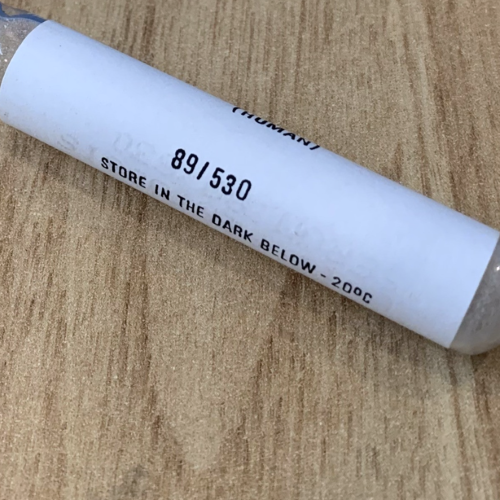 (HUMAN)
89/530
STORE IN THE DARK BELOW - 20ºC